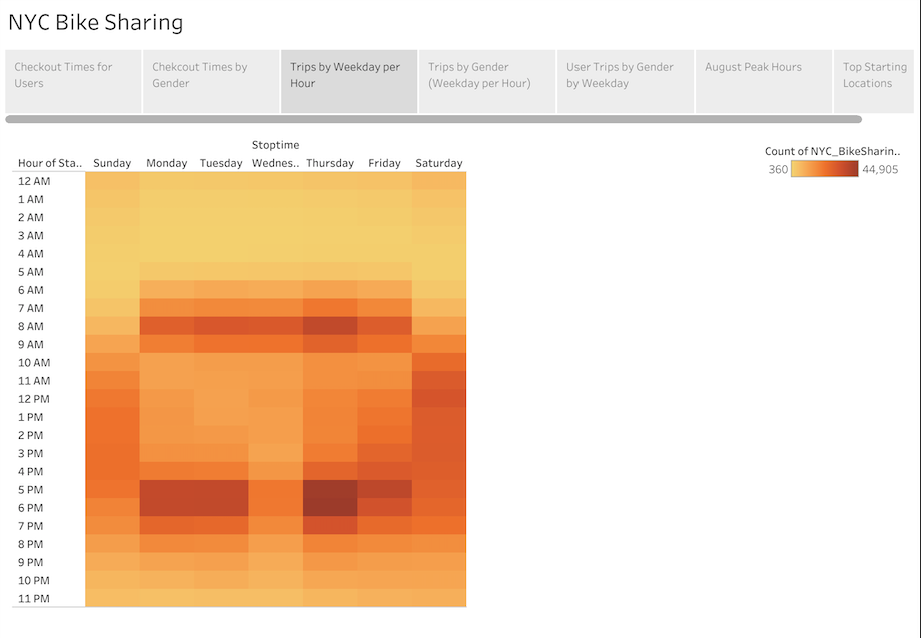 NYC Bike Sharing
Checkout Times for
Users
Chekcout Times by
Gender
Trips by Weekday per
Hour
Trips by Gender
(Weekday per Hour)
User Trips by Gender
by Weekday
August Peak Hours
Top Starting
Locations
Stoptime
Hour of Sta.. Sunday Monday Tuesday Wednes.. Thursday Friday Saturday
12 AM
1 AM
2 AM
3 AM
4 AM
5 AM
6 AM
7 AM
8 AM
9 AM
10 AM
11 AM
12 PM
1 PM
2 PM
3 PM
4 PM
5 PM
6 PM
7 PM
8 PM
9 PM
10 PM
11 PM
Count of NYC_BikeSharin..
360 44,905